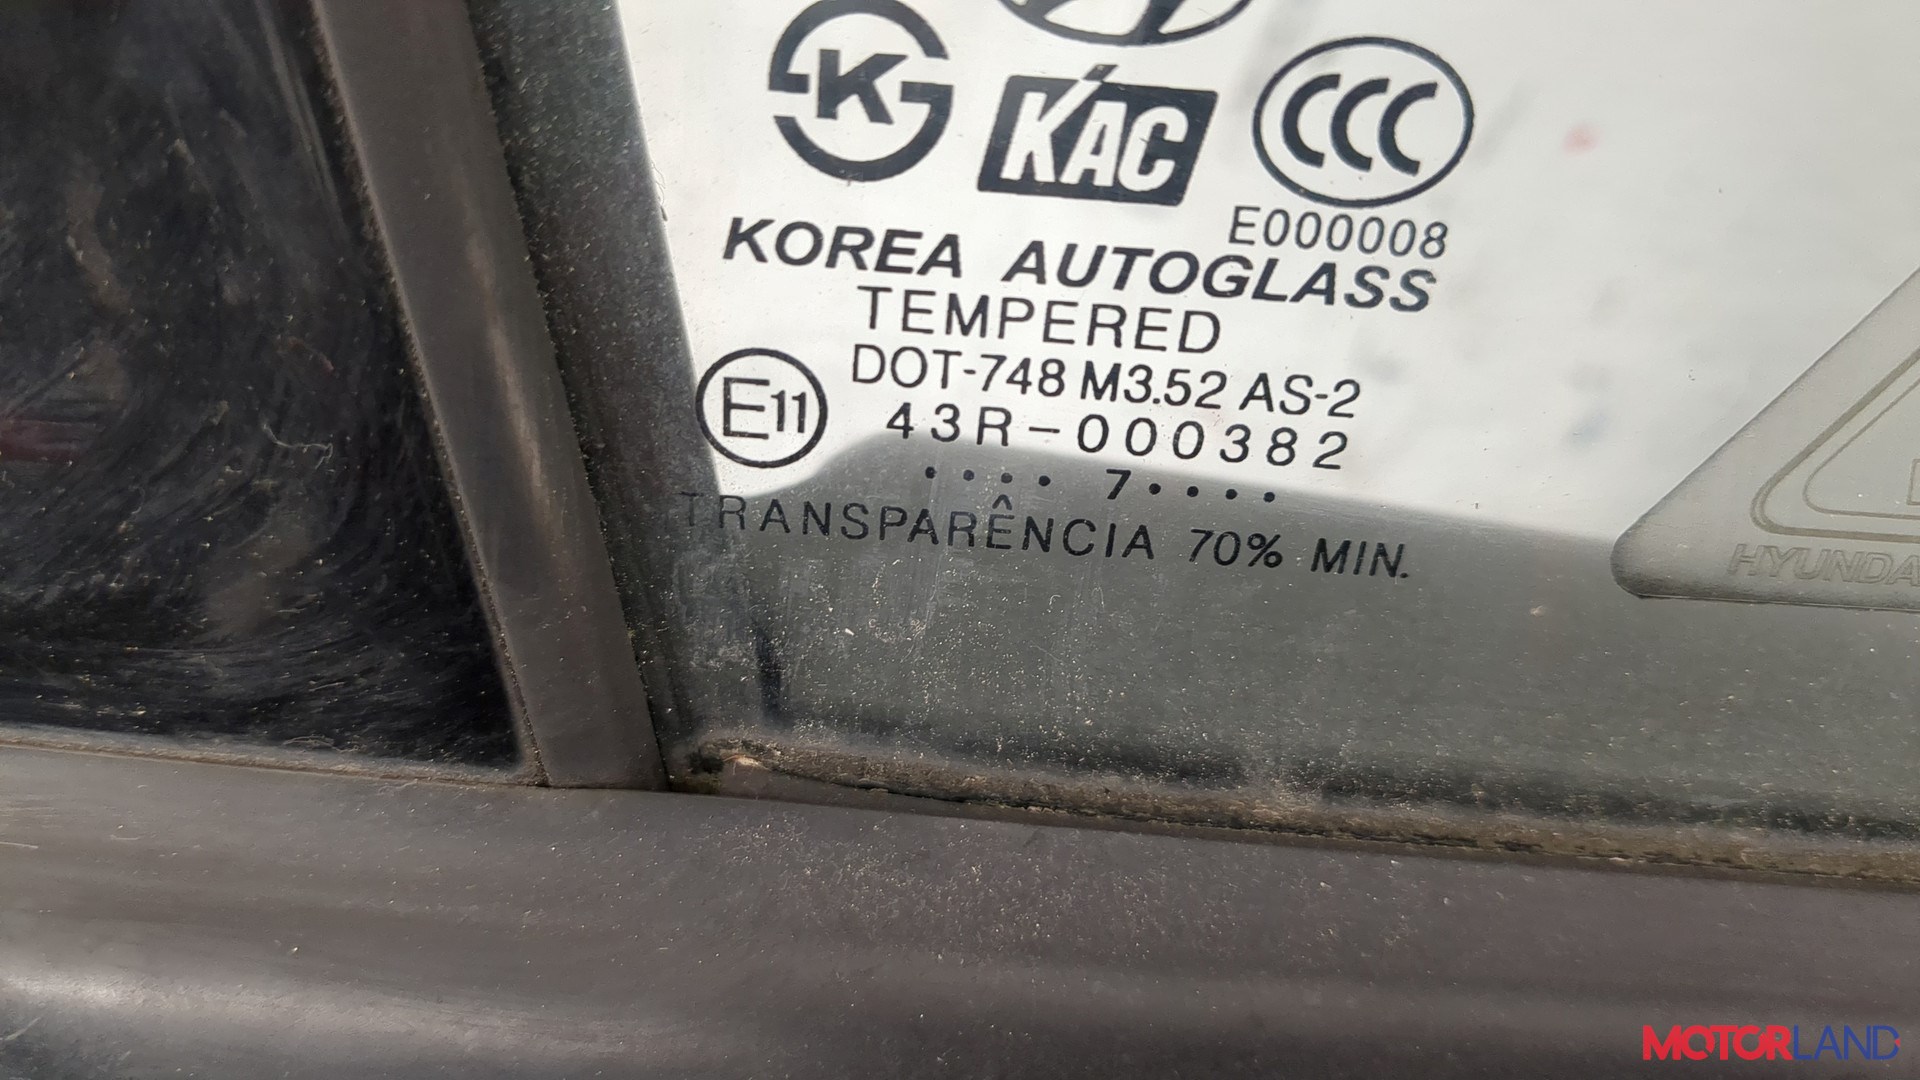 K
KAC
CCC
E000008
KOREA AUTOGLASS
TEMPERED
DOT-748 M3.52 AS-2
E11
43R-000382
.... 7 ....
TRANSPARÊNCIA 70% MIN.
MOTORLAND